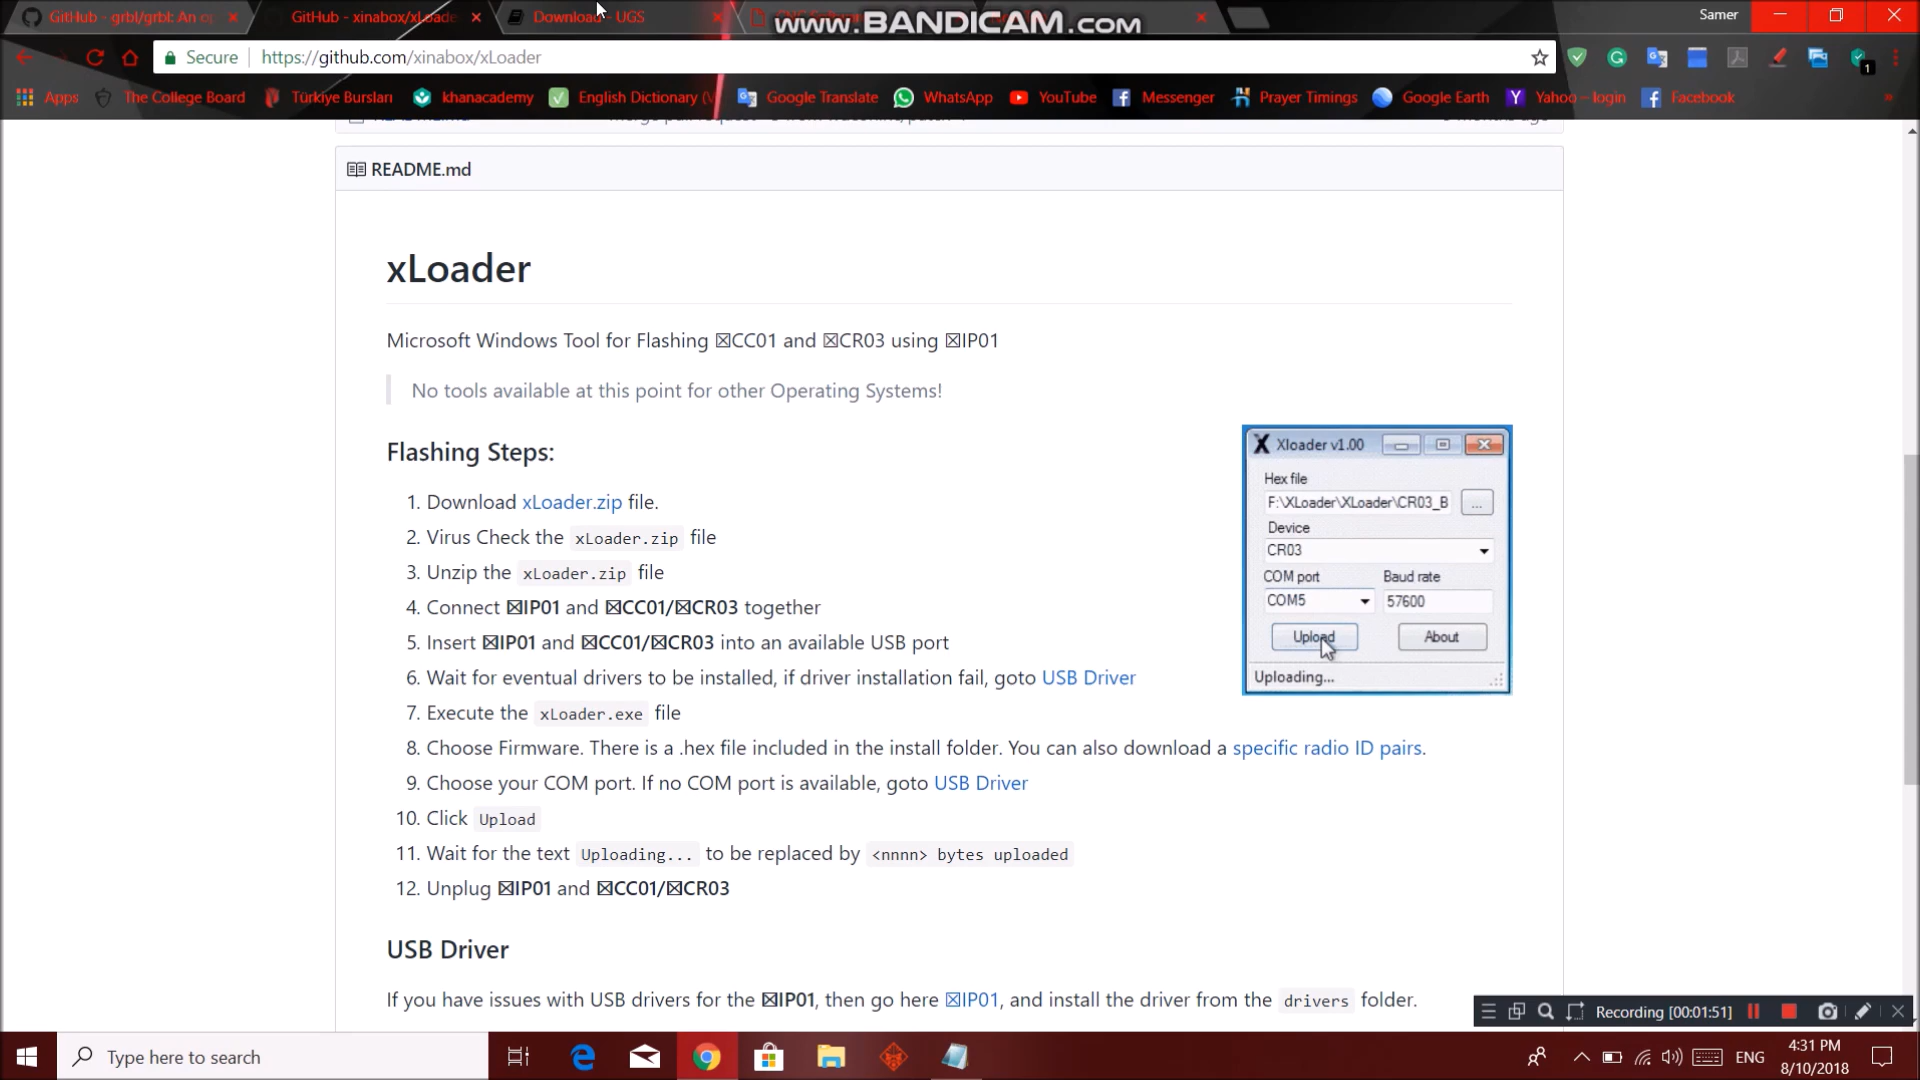 GitHub - grbl/grbl: An op
GitHub - xinabox/xLoade
Download - UGS
www.BANDICAM.com
Samer
Secure
https://github.com/xinabox/xLoader
1
Apps
The College Board
Türkiye Bursları
khanacademy
English Dictionary (
Google Translate
WhatsApp
YouTube
Messenger
Prayer Timings
Google Earth
Yahoo – login
Facebook
»
README.md
xLoader
Microsoft Windows Tool for Flashing ☒CC01 and ☒CR03 using ☒IP01
No tools available at this point for other Operating Systems!
Flashing Steps:
1. Download xLoader.zip file.
2. Virus Check the xLoader.zip file
3. Unzip the xLoader.zip file
4. Connect ☒IP01 and ☒CC01/☒CR03 together
5. Insert ☒IP01 and ☒CC01/☒CR03 into an available USB port
6. Wait for eventual drivers to be installed, if driver installation fail, goto USB Driver
7. Execute the xLoader.exe file
8. Choose Firmware. There is a .hex file included in the install folder. You can also download a specific radio ID pairs.
9. Choose your COM port. If no COM port is available, goto USB Driver
10. Click Upload
11. Wait for the text Uploading... to be replaced by <nnnn> bytes uploaded
12. Unplug ☒IP01 and ☒CC01/☒CR03
X Xloader v1.00
Hex file
F:\XLoader\XLoader\CR03_B
...
Device
CR03
COM port
Baud rate
COM5
57600
Upload
About
Uploading...
USB Driver
If you have issues with USB drivers for the ☒IP01, then go here ☒IP01, and install the driver from the drivers folder.
Recording [00:01:51]
Type here to search
ENG
4:31 PM
8/10/2018